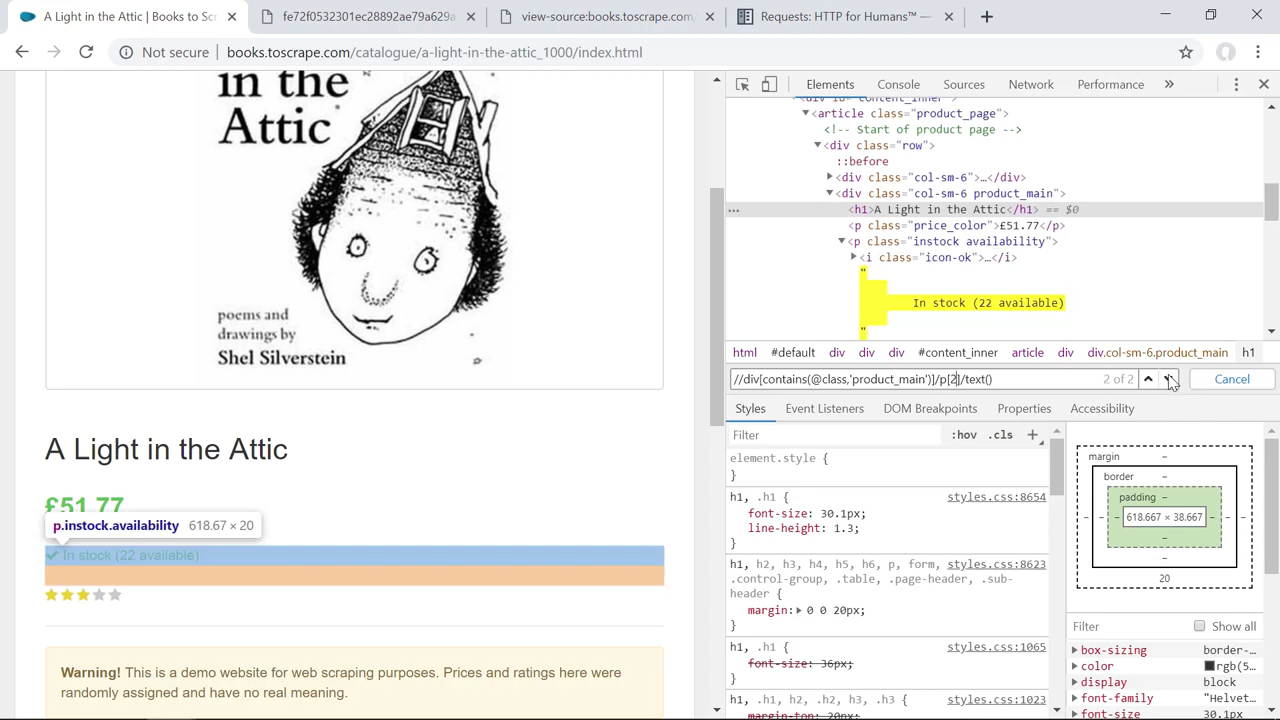 A Light in the Attic | Books to Scr
fe72f0532301ec28892ae79a629
view-source:books.toscrape.com/
Requests: HTTP for Humans™ —
Not secure
books.toscrape.com/catalogue/a-light-in-the-attic_1000/index.html
in the
Attic
poems and
drawings by
Shel Silverstein
A Light in the Attic
£51.77
p.instock.availability 618.67 × 20
In stock (22 available)
Warning! This is a demo website for web scraping purposes. Prices and ratings here were
randomly assigned and have no real meaning.
Elements Console Sources Network Performance »
<div id="content_inner">
<article class="product_page">
<!-- Start of product page -->
<div class="row">
::before
<div class="col-sm-6">…</div>
<div class="col-sm-6 product_main">
<h1>A Light in the Attic</h1> == $0
<p class="price_color">£51.77</p>
<p class="instock availability">
<i class="icon-ok">…</i>
"
In stock (22 available)
"
html #default div div div #content_inner article div div.col-sm-6.product_main h1
//div[contains(@class,'product_main')]/p[2]/text() 2 of 2 Cancel
Styles Event Listeners DOM Breakpoints Properties Accessibility
Filter :hov .cls +
element.style {
}
h1, .h1 { styles.css:8654
font-size: 30.1px;
line-height: 1.3;
}
h1, h2, h3, h4, h5, h6, p, form, styles.css:8623
.control-group, .table, .page-header, .sub-
header {
margin: 0 0 20px;
}
h1, .h1 { styles.css:1065
font-size: 36px;
}
h1, .h1, h2, .h2, h3, .h3 { styles.css:1023
margin-top: 20px;
margin –
border –
padding –
– – – 618.667 × 38.667 – – –
–
–
20
Filter Show all
box-sizing border-…
color rgb(5…
display block
font-family "Helvet…
font-size 30.1px